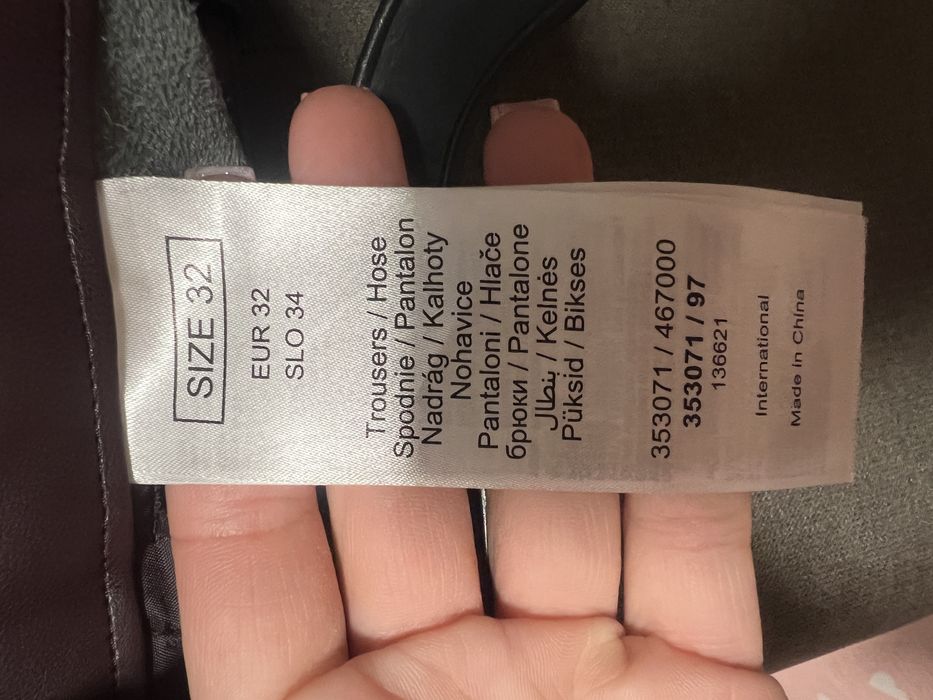 SIZE 32
EUR 32
SLO 34
Trousers / Hose
Spodnie / Pantalon
Nadrág / Kalhoty
Nohavice
Pantaloni / Hlače
брюки / Pantalone
بنطال / Kelnės
Püksid / Bikses
353071 / 467000
353071 / 97
136621
International
Made in China